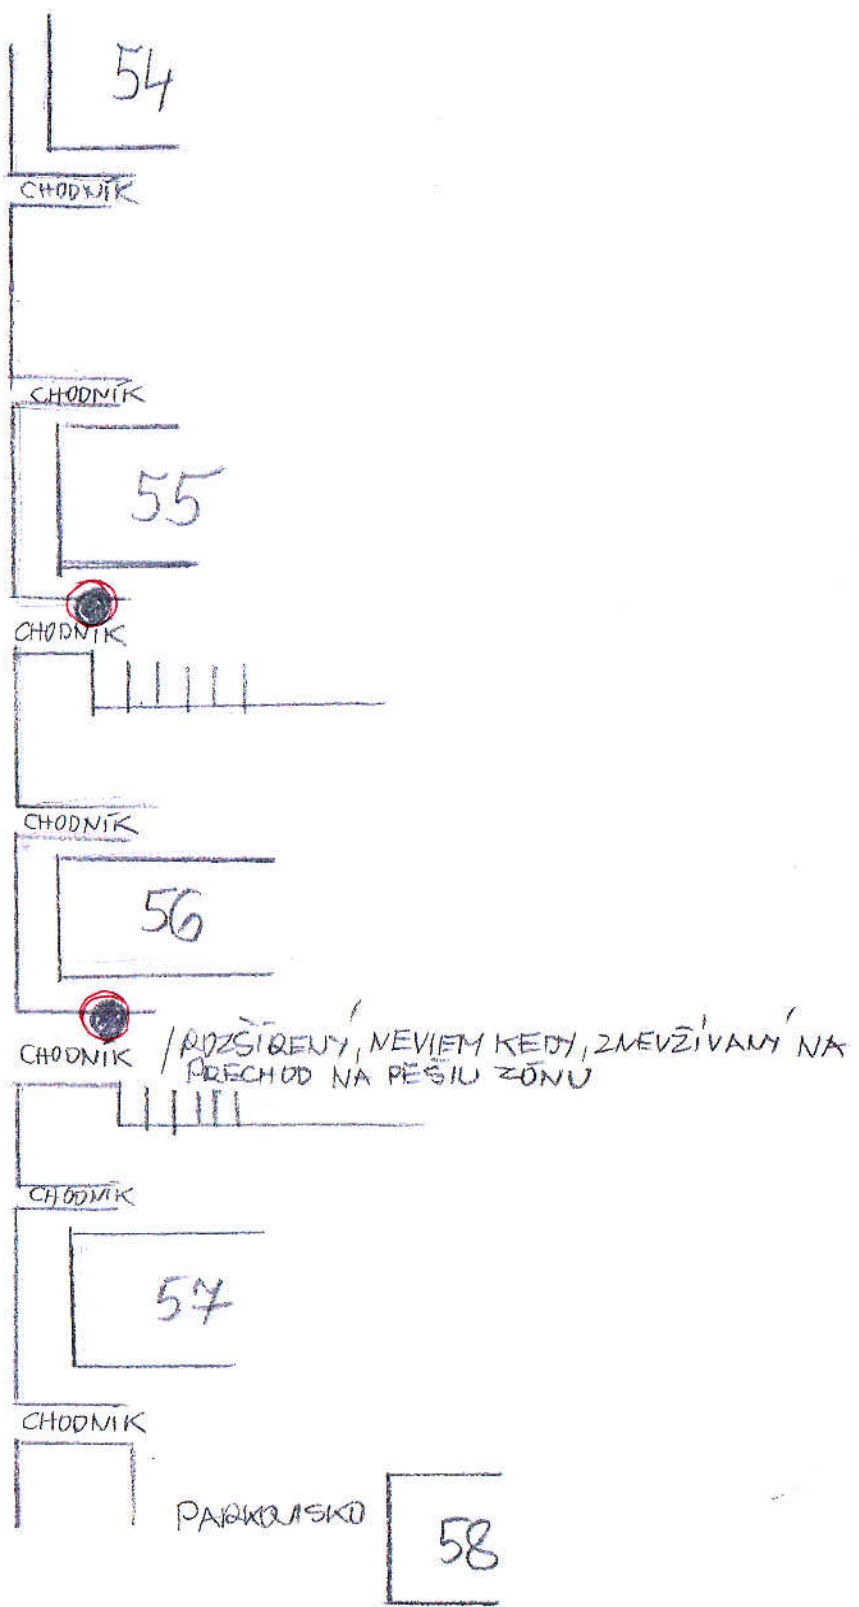 54
CHODNÍK
CHODNÍK
55
CHODNÍK
CHODNÍK
56
CHODNÍK /ROZŠÍRENÝ, NEVIEM KEDY, ZNEVŽÍVANÝ NA
PRECHOD NA PEŠIU ZÓNU
CHODNÍK
57
CHODNÍK
PARKOVISKO
58